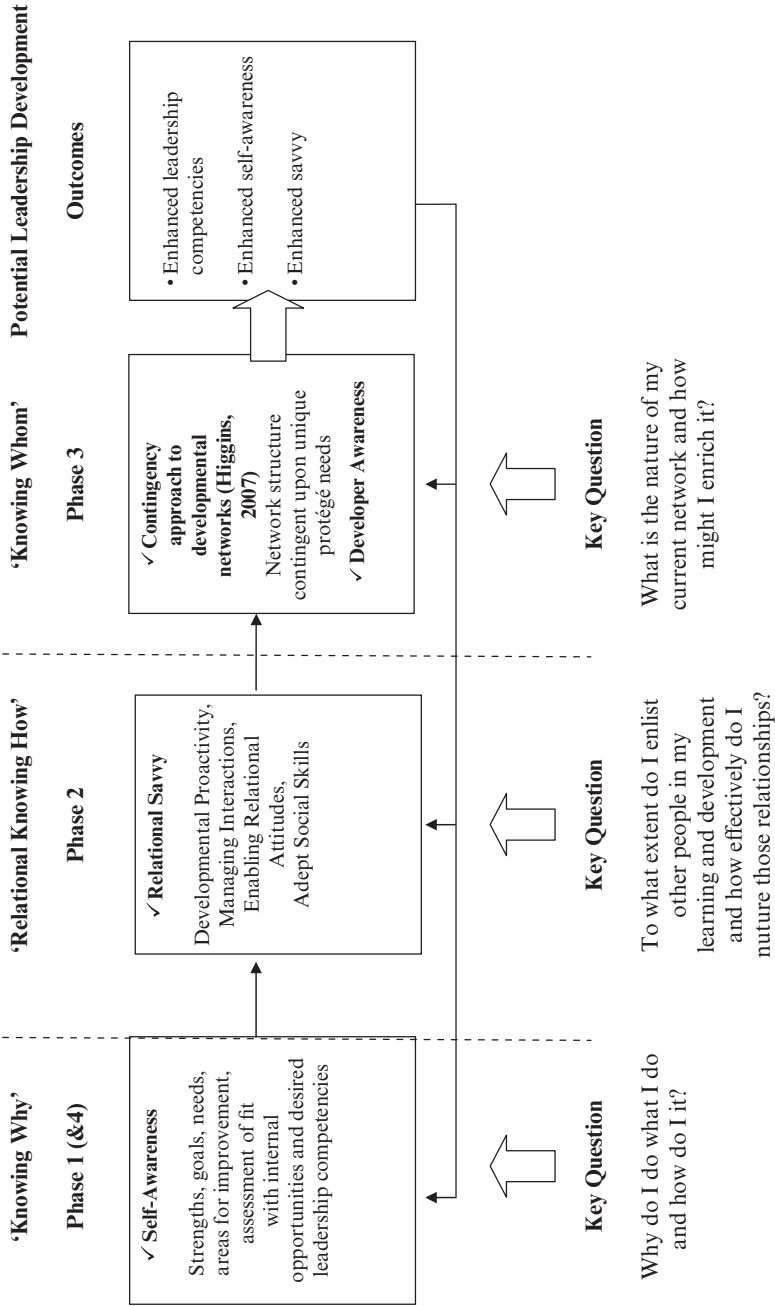 ‘Knowing Why’
Phase 1 (&4)
✓ Self-Awareness
Strengths, goals, needs,
areas for improvement,
assessment of fit
with internal
opportunities and desired
leadership competencies
Key Question
Why do I do what I do
and how do I it?
‘Relational Knowing How’
Phase 2
✓ Relational Savvy
Developmental Proactivity,
Managing Interactions,
Enabling Relational
Attitudes,
Adept Social Skills
Key Question
To what extent do I enlist
other people in my
learning and development
and how effectively do I
nuture those relationships?
‘Knowing Whom’
Phase 3
✓ Contingency
approach to
developmental
networks (Higgins,
2007)
Network structure
contingent upon unique
protégé needs
✓ Developer Awareness
Key Question
What is the nature of my
current network and how
might I enrich it?
Potential Leadership Development
Outcomes
• Enhanced leadership
competencies
• Enhanced self-awareness
• Enhanced savvy